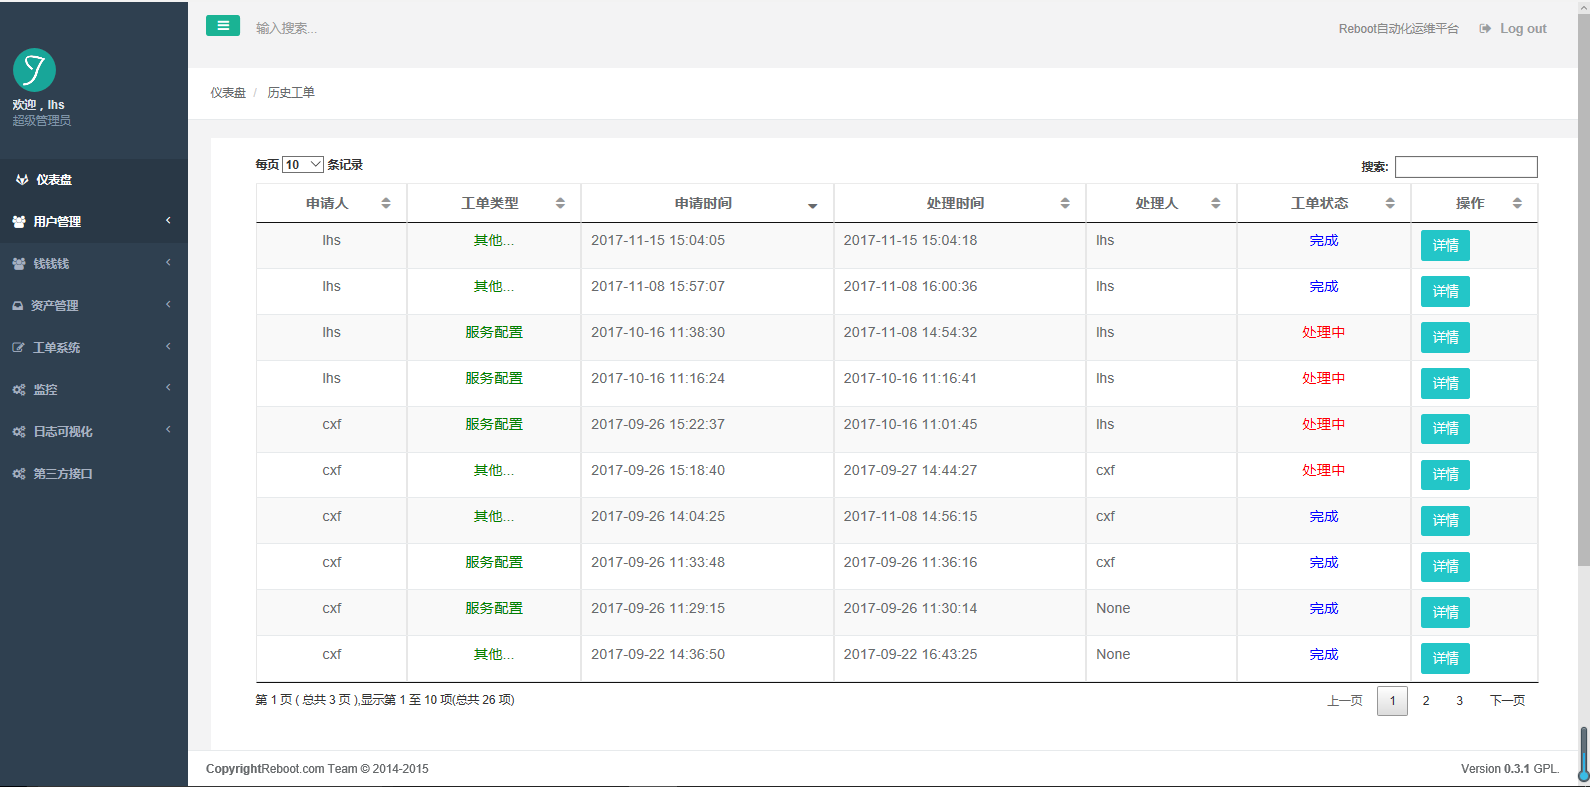 输入搜索...
Reboot自动化运维平台 Log out
欢迎，lhs
超级管理员
仪表盘
用户管理
钱钱钱
资产管理
工单系统
监控
日志可视化
第三方接口
仪表盘 / 历史工单
每页 10 条记录
搜索:
申请人 工单类型 申请时间 处理时间 处理人 工单状态 操作
lhs 其他... 2017-11-15 15:04:05 2017-11-15 15:04:18 lhs 完成 详情
lhs 其他... 2017-11-08 15:57:07 2017-11-08 16:00:36 lhs 完成 详情
lhs 服务配置 2017-10-16 11:38:30 2017-11-08 14:54:32 lhs 处理中 详情
lhs 服务配置 2017-10-16 11:16:24 2017-10-16 11:16:41 lhs 处理中 详情
cxf 服务配置 2017-09-26 15:22:37 2017-10-16 11:01:45 lhs 处理中 详情
cxf 其他... 2017-09-26 15:18:40 2017-09-27 14:44:27 cxf 处理中 详情
cxf 其他... 2017-09-26 14:04:25 2017-11-08 14:56:15 cxf 完成 详情
cxf 服务配置 2017-09-26 11:33:48 2017-09-26 11:36:16 cxf 完成 详情
cxf 服务配置 2017-09-26 11:29:15 2017-09-26 11:30:14 None 完成 详情
cxf 其他... 2017-09-22 14:36:50 2017-09-22 16:43:25 None 完成 详情
第 1 页 ( 总共 3 页 ),显示第 1 至 10 项(总共 26 项)
上一页 1 2 3 下一页
CopyrightReboot.com Team © 2014-2015
Version 0.3.1 GPL.